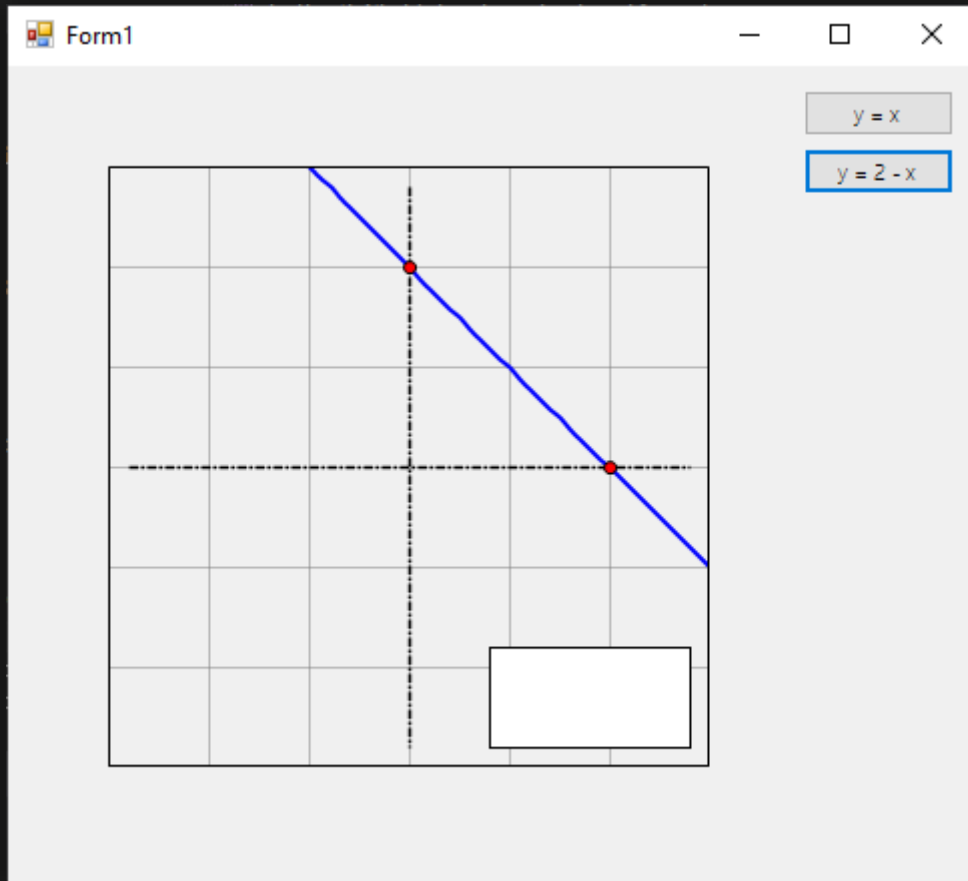 Form1
y = x
y = 2 - x